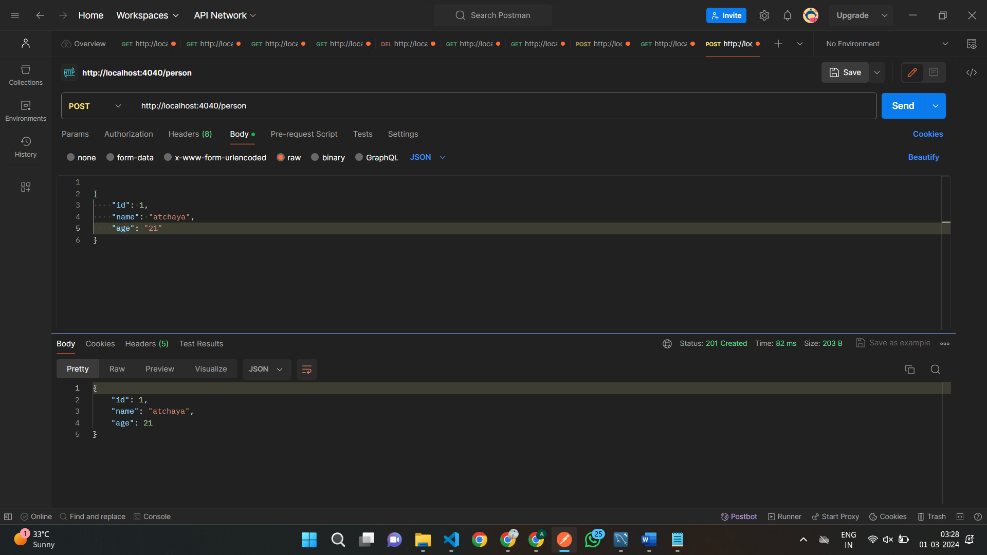 Home Workspaces API Network Search Postman Invite Upgrade
Overview GET http://loca GET http://loca GET http://loca GET http://loca DEL http://loca GET http://loca GET http://loca POST http://loc GET http://loca POST http://loc No Environment
http://localhost:4040/person Save
POST http://localhost:4040/person Send
Params Authorization Headers (8) Body Pre-request Script Tests Settings Cookies
none form-data x-www-form-urlencoded raw binary GraphQL JSON Beautify
Collections
Environments
History
1
2 {
3 "id": 1,
4 "name": "atchaya",
5 "age": "21"
6 }
Body Cookies Headers (5) Test Results Status: 201 Created Time: 82 ms Size: 203 B Save as example
Pretty Raw Preview Visualize JSON
1 {
2 "id": 1,
3 "name": "atchaya",
4 "age": 21
5 }
Online Find and replace Console Postbot Runner Start Proxy Cookies Trash
1 33°C
Sunny
25
ENG
IN
03:28
01-03-2024